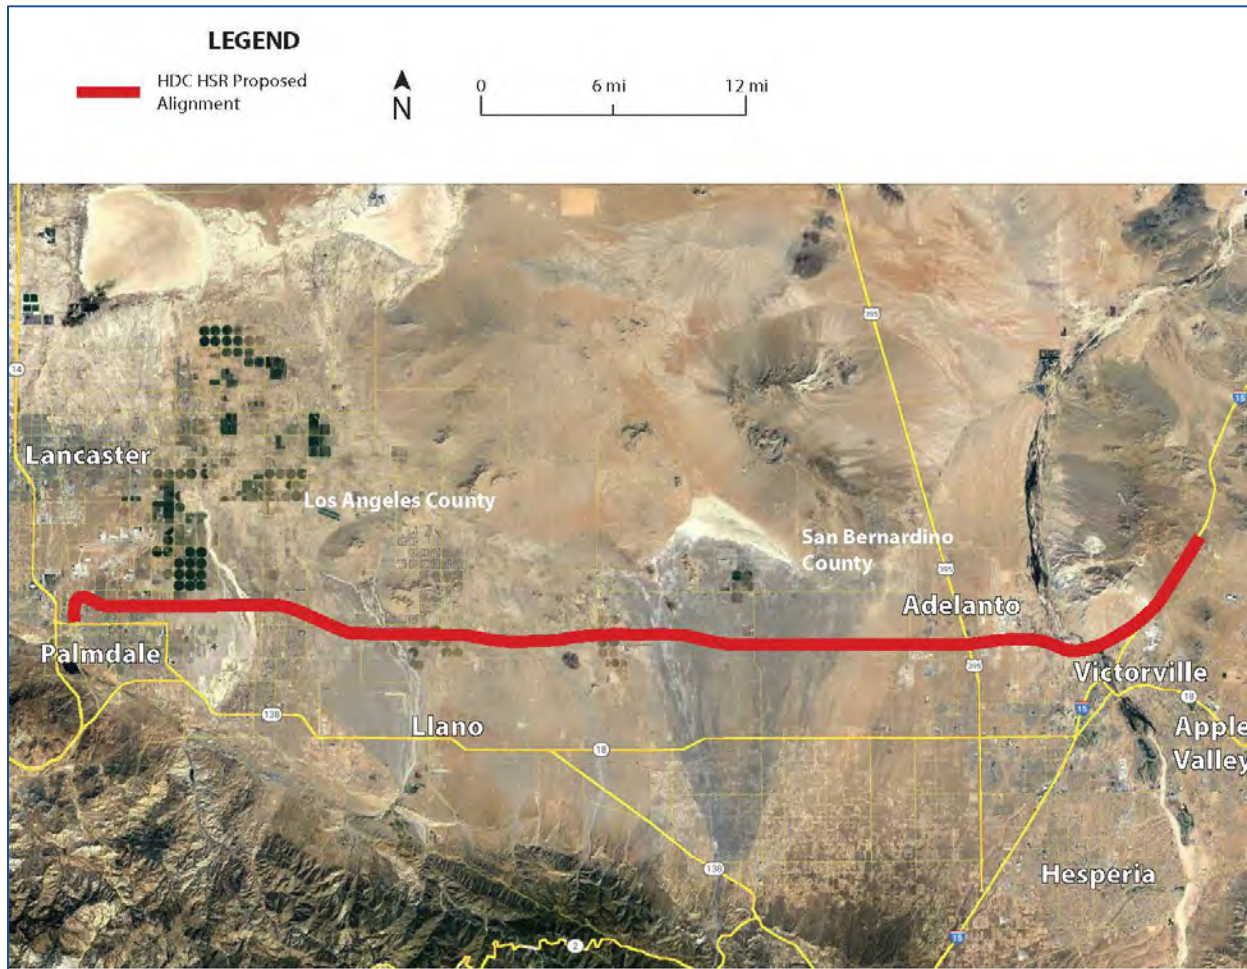 LEGEND
HDC HSR Proposed
Alignment
N
0 6 mi 12 mi
395
14
15
Lancaster
Los Angeles County
San Bernardino
County
395
Adelanto
Palmdale
395
Victorville
138
Llano
15
18
Apple
Valley
18
138
Hesperia
15
2